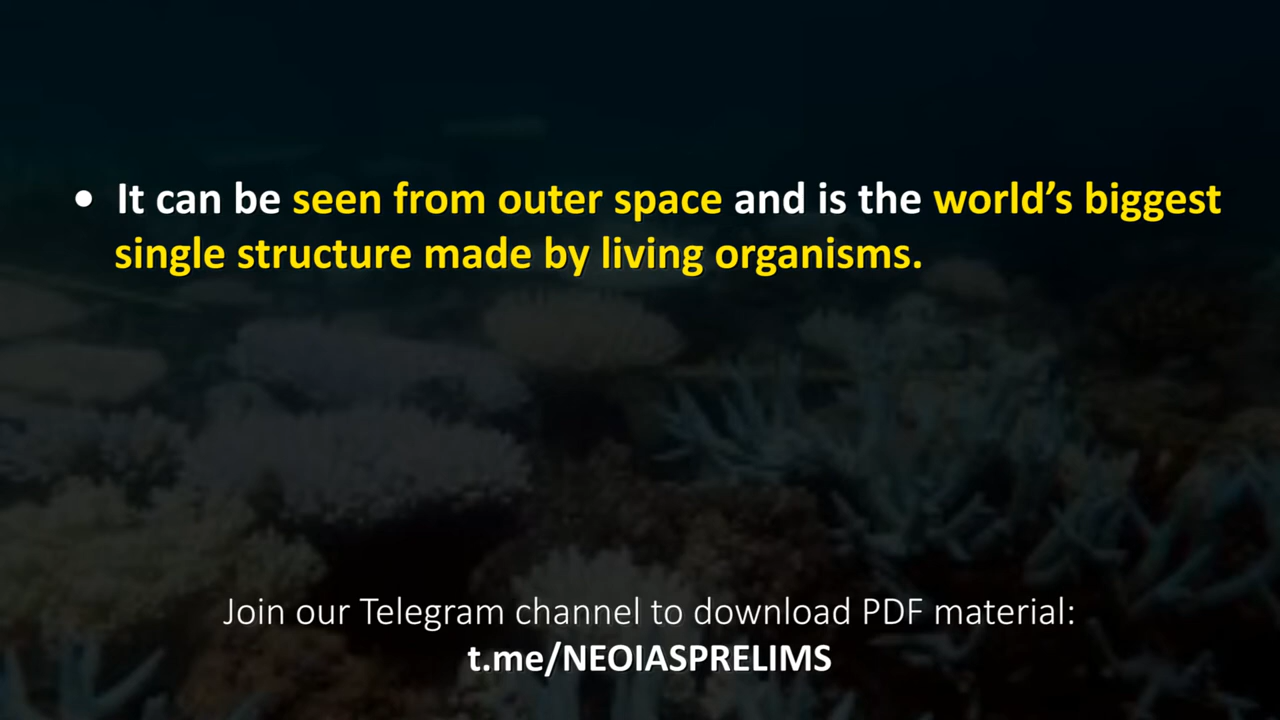 • It can be seen from outer space and is the world’s biggest
single structure made by living organisms.
Join our Telegram channel to download PDF material:
t.me/NEOIASPRELIMS